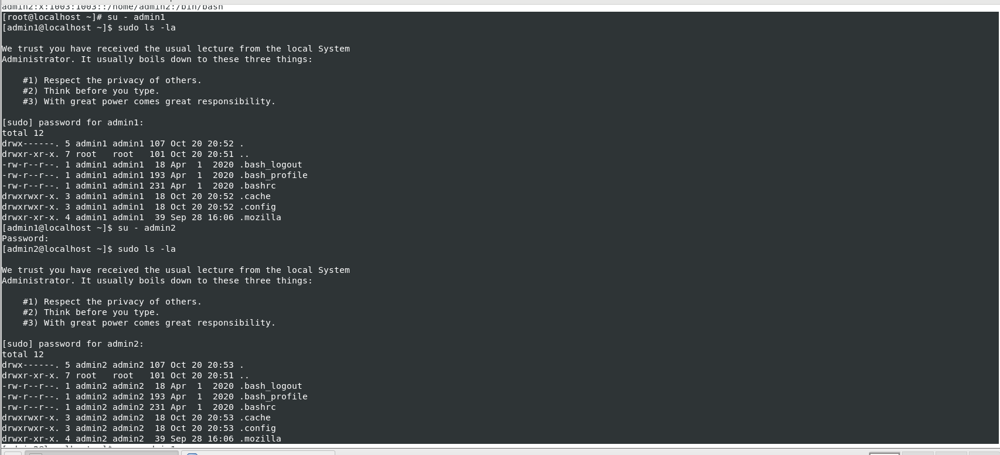 admin2:x:1003:1003::/home/admin2:/bin/bash
[root@localhost ~]# su - admin1
[admin1@localhost ~]$ sudo ls -la
We trust you have received the usual lecture from the local System
Administrator. It usually boils down to these three things:
#1) Respect the privacy of others.
#2) Think before you type.
#3) With great power comes great responsibility.
[sudo] password for admin1:
total 12
drwx------. 5 admin1 admin1 107 Oct 20 20:52 .
drwxr-xr-x. 7 root   root   101 Oct 20 20:51 ..
-rw-r--r--. 1 admin1 admin1  18 Apr  1  2020 .bash_logout
-rw-r--r--. 1 admin1 admin1 193 Apr  1  2020 .bash_profile
-rw-r--r--. 1 admin1 admin1 231 Apr  1  2020 .bashrc
drwxrwxr-x. 3 admin1 admin1  18 Oct 20 20:52 .cache
drwxrwxr-x. 3 admin1 admin1  18 Oct 20 20:52 .config
drwxr-xr-x. 4 admin1 admin1  39 Sep 28 16:06 .mozilla
[admin1@localhost ~]$ su - admin2
Password:
[admin2@localhost ~]$ sudo ls -la
We trust you have received the usual lecture from the local System
Administrator. It usually boils down to these three things:
#1) Respect the privacy of others.
#2) Think before you type.
#3) With great power comes great responsibility.
[sudo] password for admin2:
total 12
drwx------. 5 admin2 admin2 107 Oct 20 20:53 .
drwxr-xr-x. 7 root   root   101 Oct 20 20:51 ..
-rw-r--r--. 1 admin2 admin2  18 Apr  1  2020 .bash_logout
-rw-r--r--. 1 admin2 admin2 193 Apr  1  2020 .bash_profile
-rw-r--r--. 1 admin2 admin2 231 Apr  1  2020 .bashrc
drwxrwxr-x. 3 admin2 admin2  18 Oct 20 20:53 .cache
drwxrwxr-x. 3 admin2 admin2  18 Oct 20 20:53 .config
drwxr-xr-x. 4 admin2 admin2  39 Sep 28 16:06 .mozilla